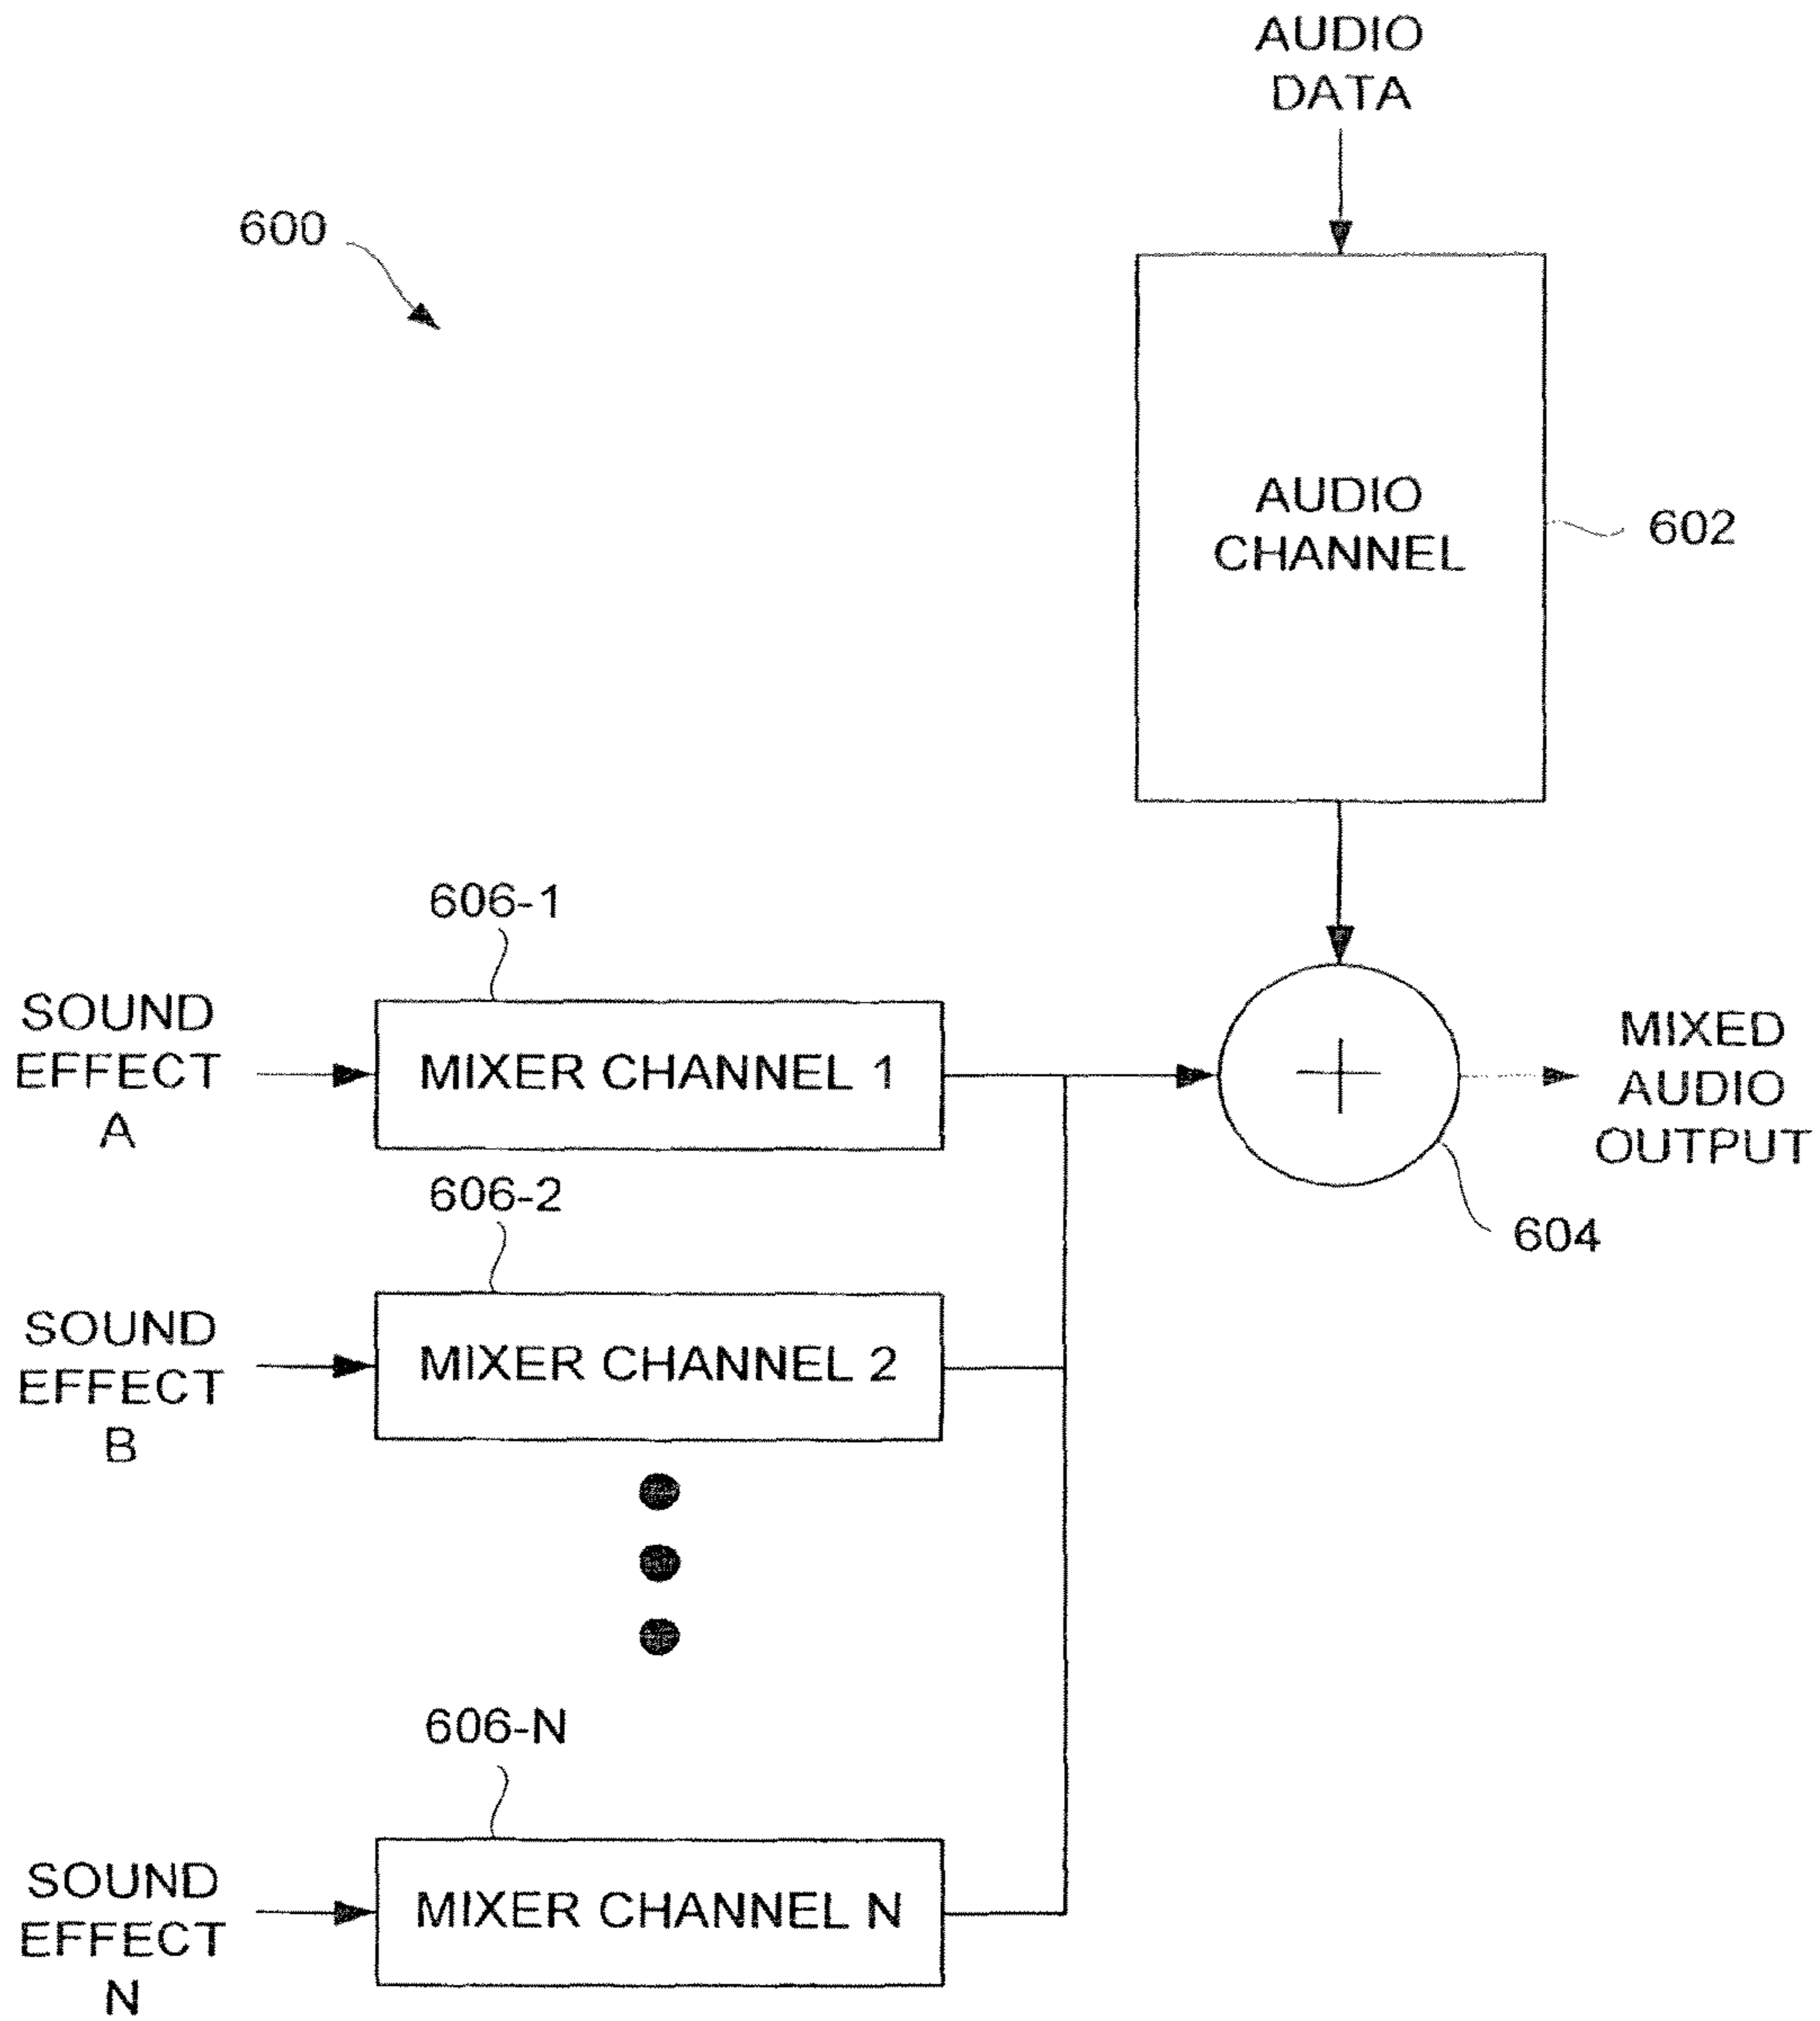 AUDIO
DATA
600
AUDIO
CHANNEL
602
606-1
SOUND
EFFECT
A
MIXER CHANNEL 1
+
MIXED
AUDIO
OUTPUT
604
606-2
SOUND
EFFECT
B
MIXER CHANNEL 2
606-N
SOUND
EFFECT
N
MIXER CHANNEL N